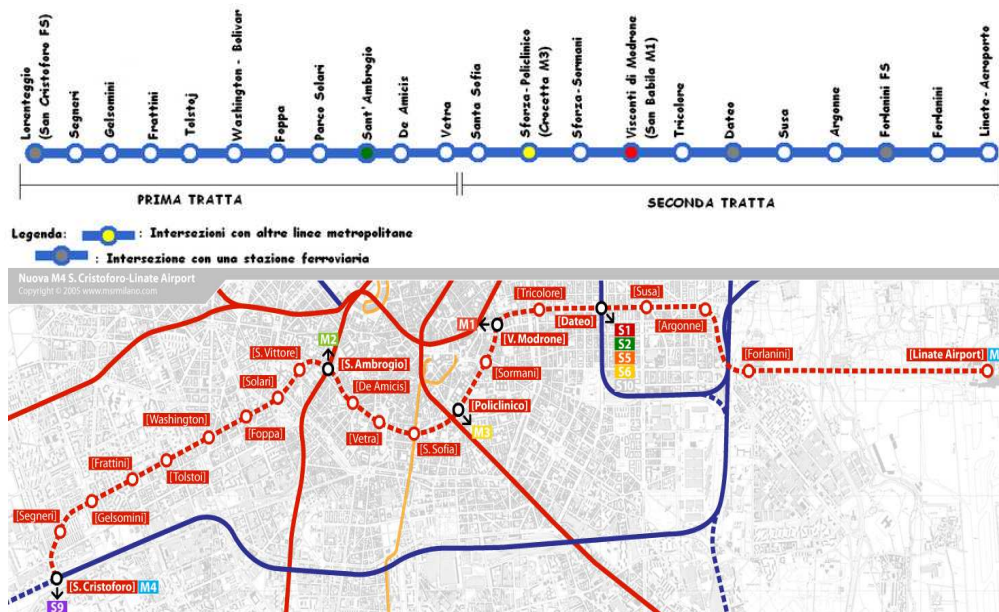 Lorenteggio
(San Cristoforo FS)
Segneri
Gelsomini
Frattini
Tolstoj
Washington - Bolivar
Foppa
Parco Solari
Sant' Ambrogio
De Amicis
Vetra
Santa Sofia
Sforza-Policlinico
(Crocetta M3)
Sforza-Sormani
Visconti di Modrone
(San Babila M1)
Tricolore
Dateo
Susa
Argonne
Forlanini FS
Forlanini
Linate-Aeroporto
PRIMA TRATTA
SECONDA TRATTA
Legenda:
: Intersezioni con altre linee metropolitane
: Intersezione con una stazione ferroviaria
Nuova M4 S. Cristoforo-Linate Airport
Copyright © 2005 www.msrmilano.com
[Tricolore]
[Susa]
M1
[Dateo]
[Argonne]
S1
S2
S5
S6
S10
[V. Modrone]
M2
[S. Vittore]
[S. Ambrogio]
[Forlanini]
[Linate Airport] M
[Sormani]
[Solari]
[De Amicis]
[Policlinico]
M3
[Washington]
[Foppa]
[Vetra]
[S. Sofia]
[Frattini]
[Tolstoi]
[Segneri]
[Gelsomini]
[S. Cristoforo] M4
S9